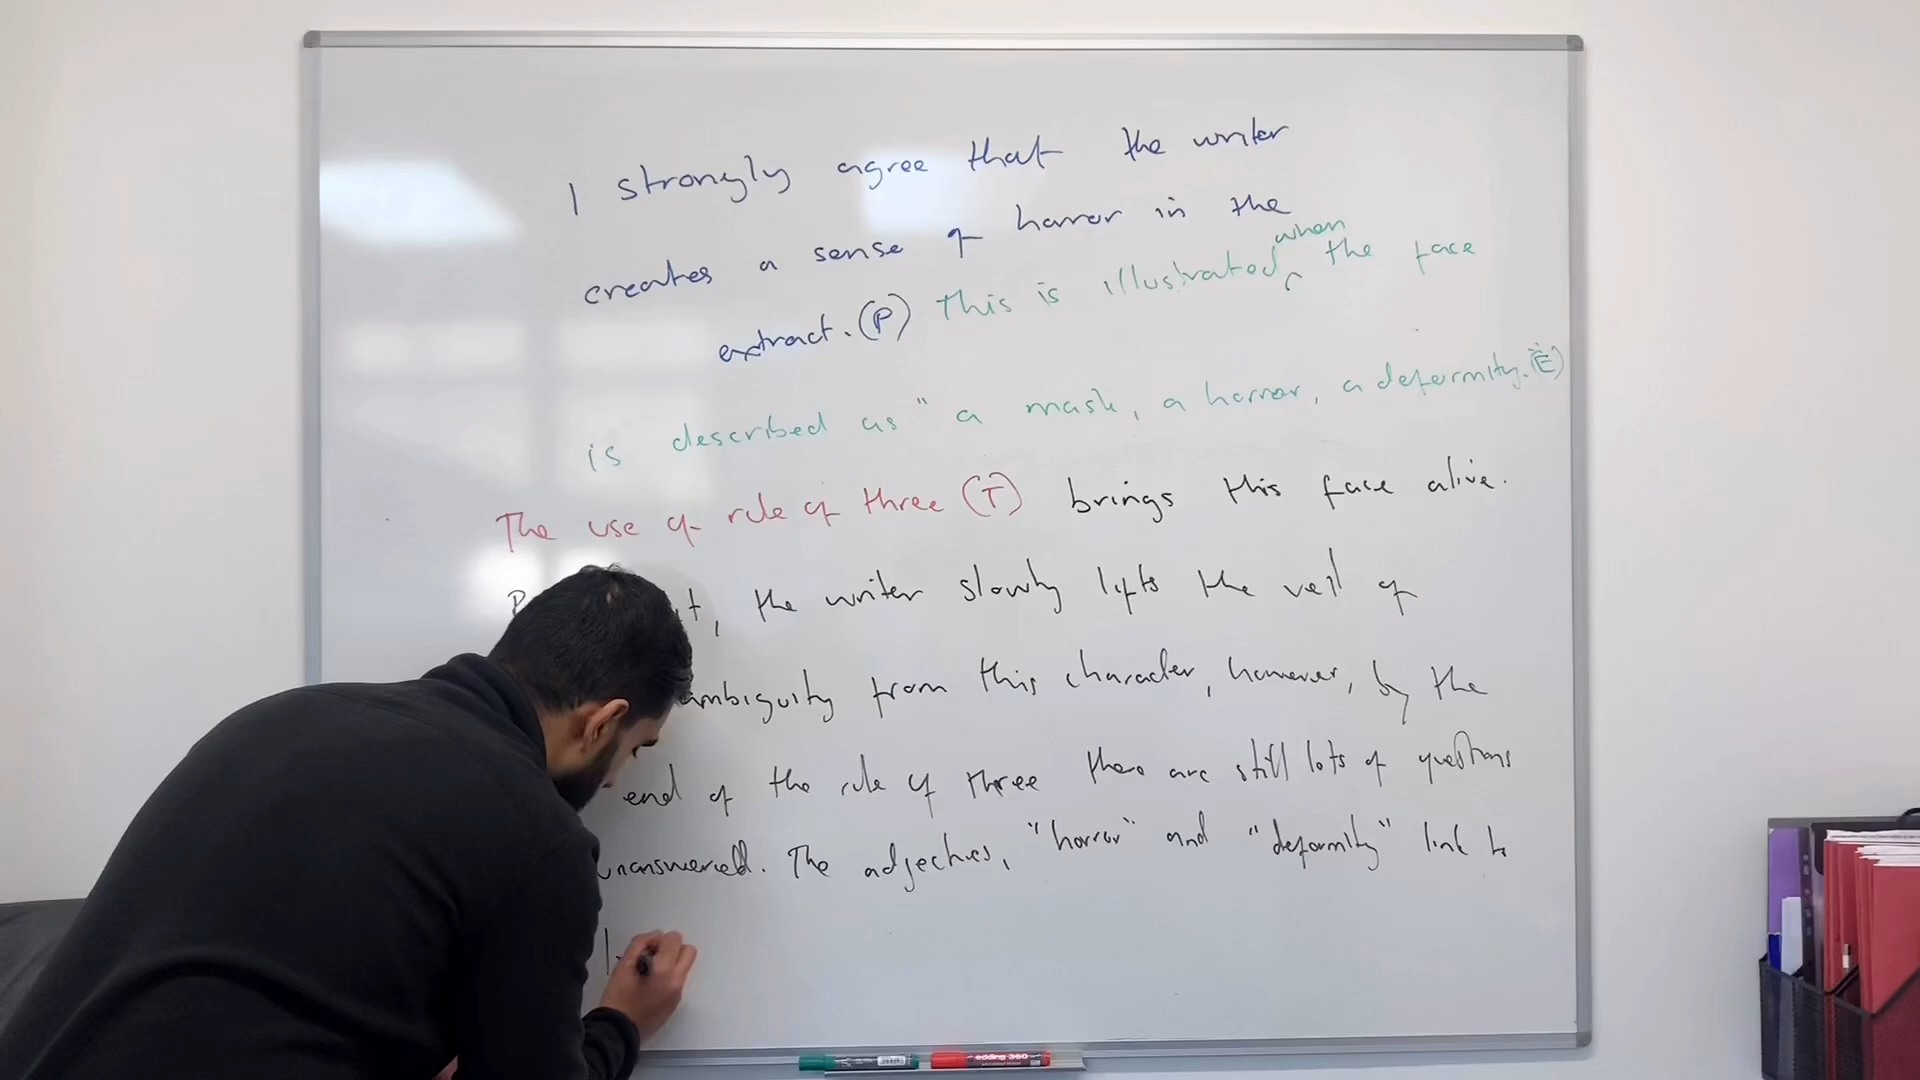 I strongly agree that the writer
creates a sense of horror in the
extract. (P) This is illustrated when the face
is described as "a mask, a horror, a deformity." (E)
The use of rule of three (T) brings this face alive.
the writer slowly lifts the veil of
ambiguity from this character, however, by the
end of the rule of three there are still lots of questions
unanswered. The adjectives, "horror" and "deformity" link to
edding 360